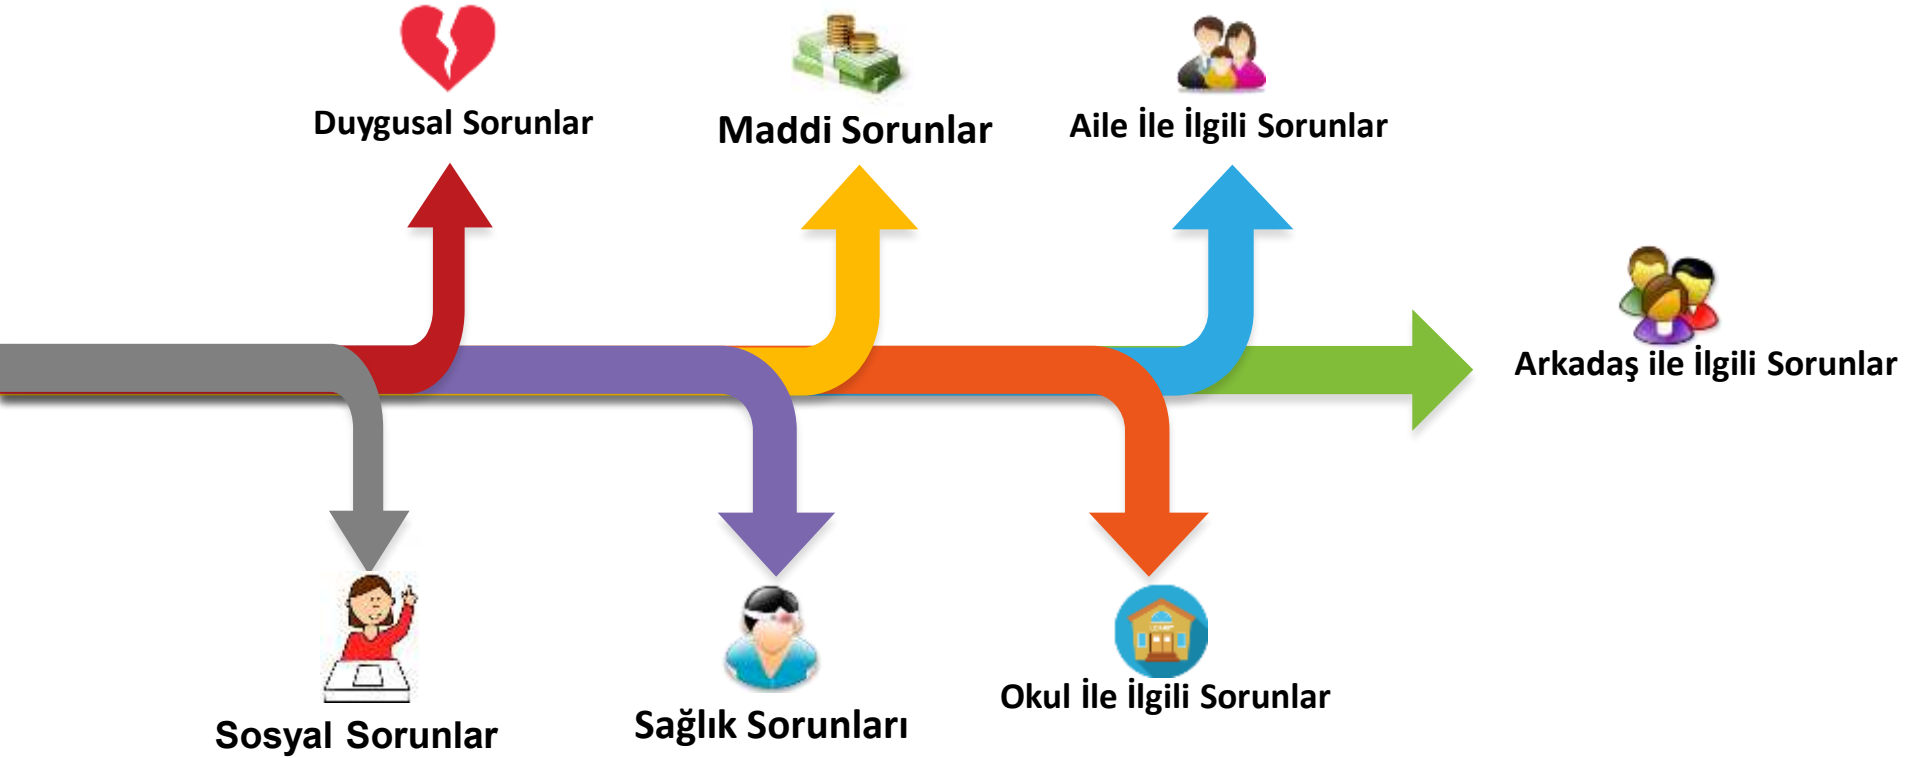 Duygusal Sorunlar
Maddi Sorunlar
Aile İle İlgili Sorunlar
Arkadaş ile İlgili Sorunlar
Sosyal Sorunlar
Sağlık Sorunları
Okul İle İlgili Sorunlar